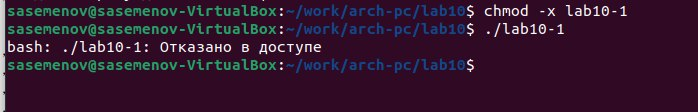 sasemenov@sasemenov-VirtualBox:~/work/arch-pc/lab10$ chmod -x lab10-1
sasemenov@sasemenov-VirtualBox:~/work/arch-pc/lab10$ ./lab10-1
bash: ./lab10-1: Отказано в доступе
sasemenov@sasemenov-VirtualBox:~/work/arch-pc/lab10$